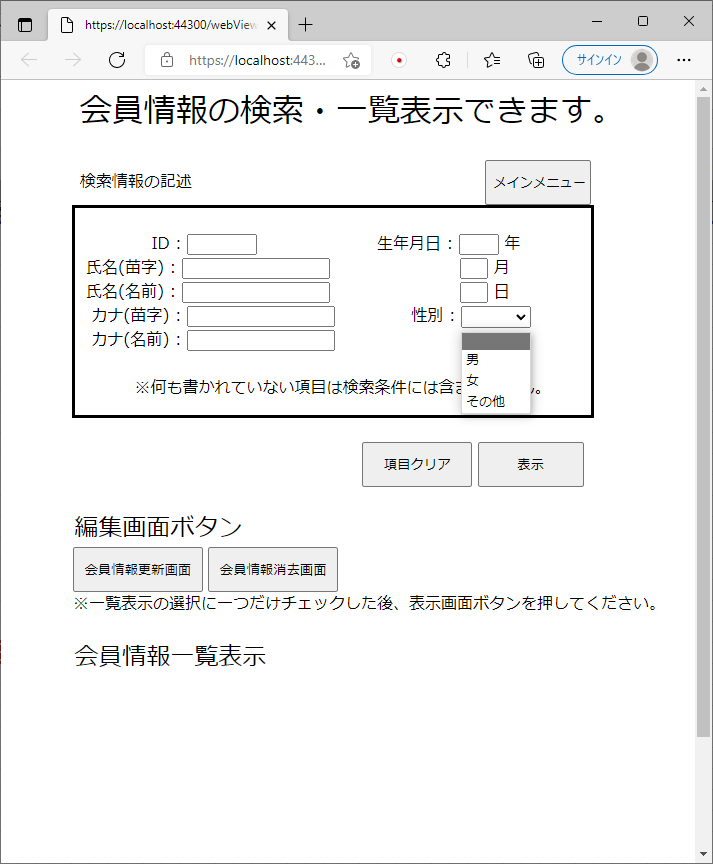 https://localhost:44300/webView
https://localhost:443...
サインイン
会員情報の検索・一覧表示できます。
検索情報の記述
メインメニュー
ID：
生年月日：
年
氏名(苗字)：
月
氏名(名前)：
日
カナ(苗字)：
性別：
カナ(名前)：
男
女
その他
※何も書かれていない項目は検索条件には含ま
ん。
項目クリア
表示
編集画面ボタン
会員情報更新画面
会員情報消去画面
※一覧表示の選択に一つだけチェックした後、表示画面ボタンを押してください。
会員情報一覧表示